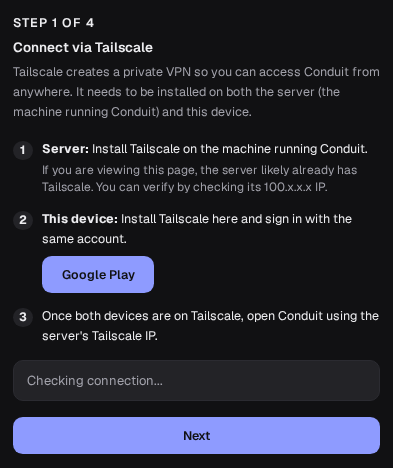 STEP 1 OF 4
Connect via Tailscale
Tailscale creates a private VPN so you can access Conduit from
anywhere. It needs to be installed on both the server (the
machine running Conduit) and this device.
1 Server: Install Tailscale on the machine running Conduit.
If you are viewing this page, the server likely already has
Tailscale. You can verify by checking its 100.x.x.x IP.
2 This device: Install Tailscale here and sign in with the
same account.
Google Play
3 Once both devices are on Tailscale, open Conduit using the
server's Tailscale IP.
Checking connection...
Next